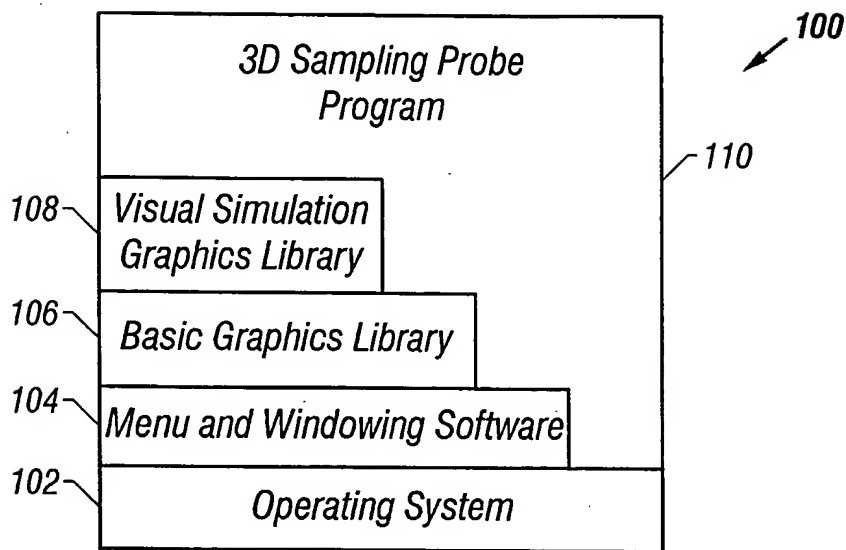 100
3D Sampling Probe
Program
110
108
Visual Simulation
Graphics Library
106
Basic Graphics Library
104
Menu and Windowing Software
102
Operating System